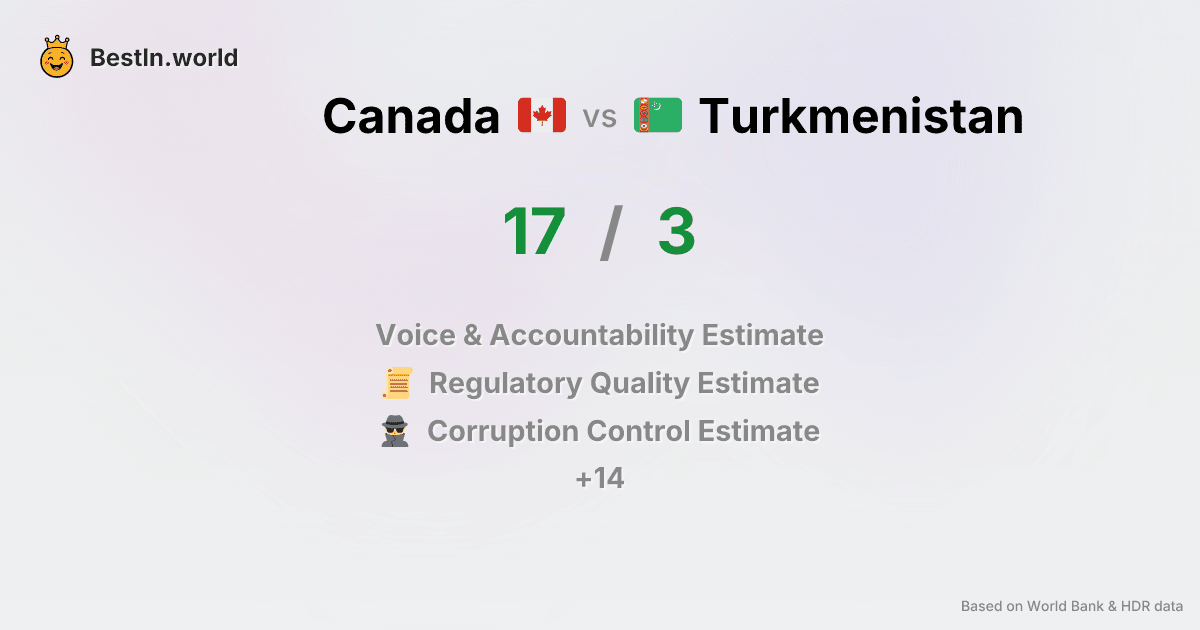 BestIn.world
Canada vs Turkmenistan
17 / 3
Voice & Accountability Estimate
Regulatory Quality Estimate
Corruption Control Estimate
+14
Based on World Bank & HDR data